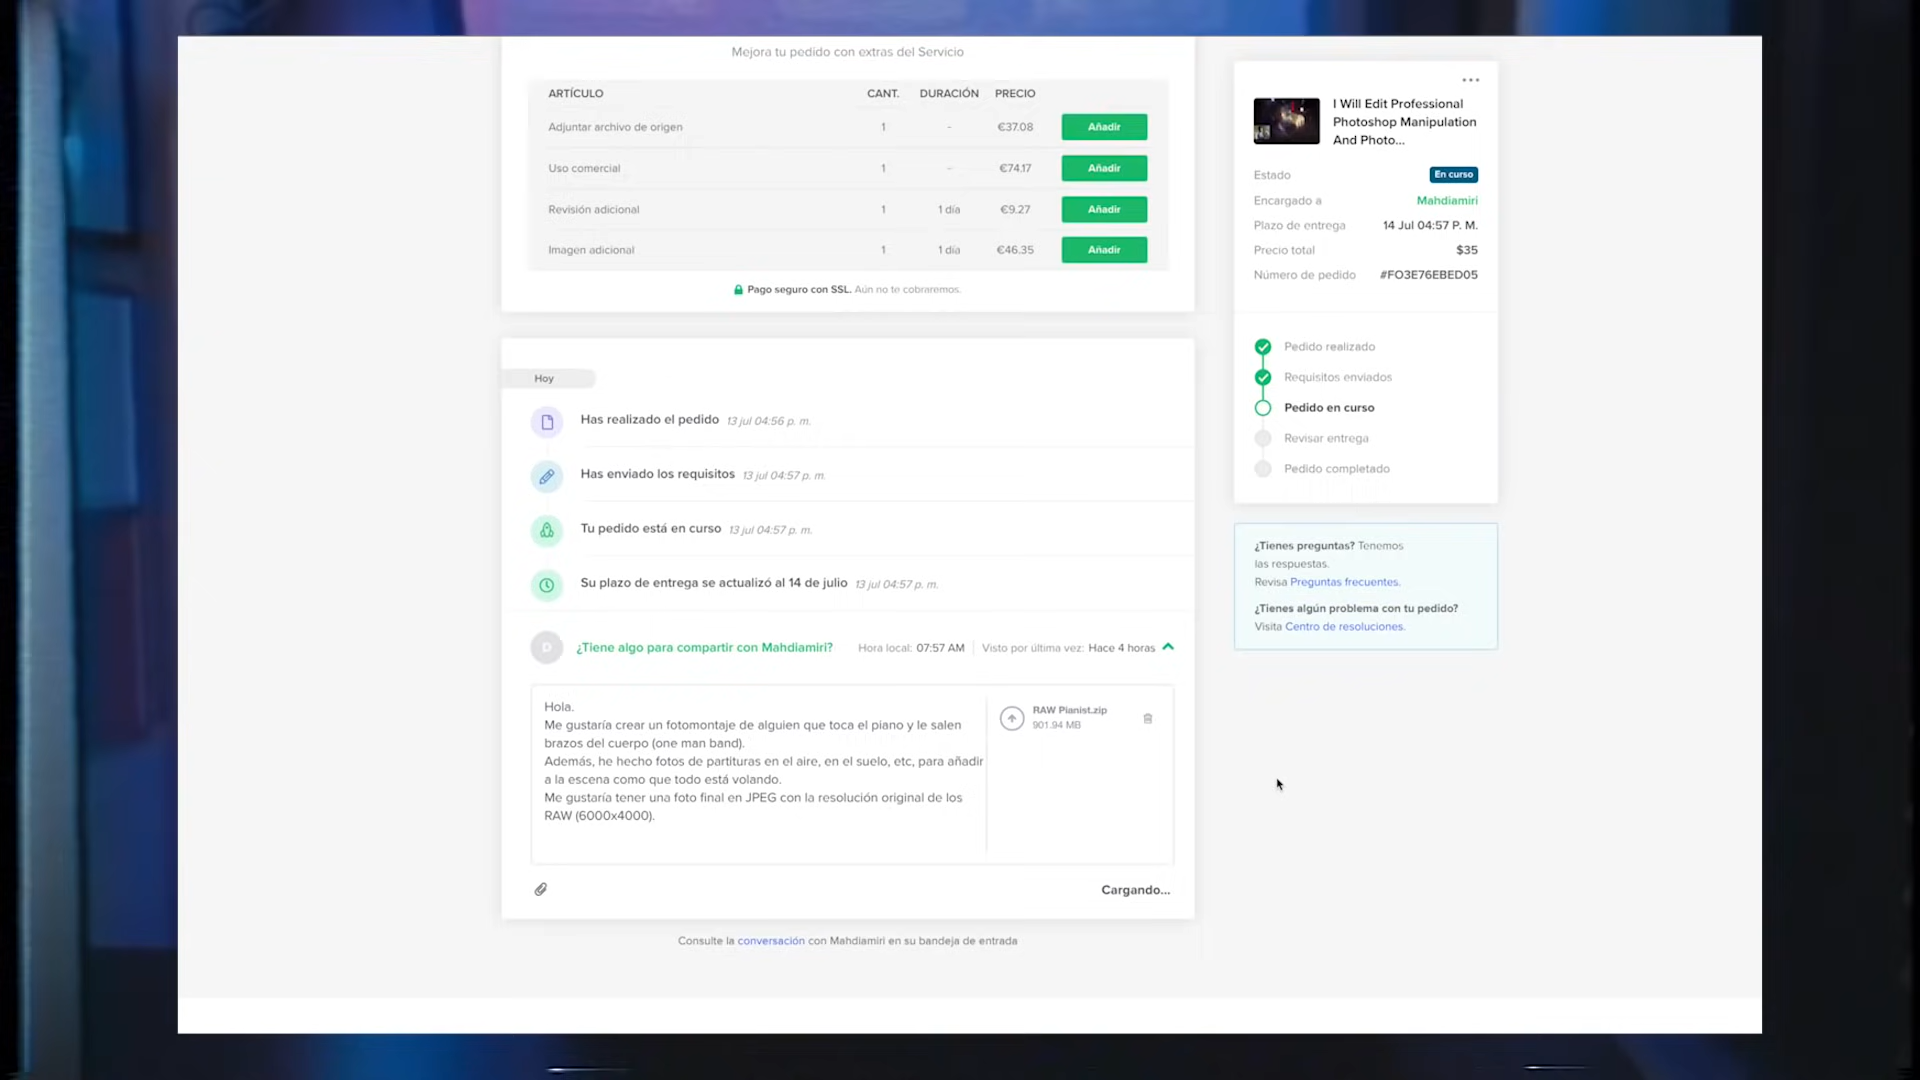 Mejora tu pedido con extras del Servicio
ARTÍCULO CANT. DURACIÓN PRECIO
Adjuntar archivo de origen 1 - €37.08 Añadir
Uso comercial 1 - €74.17 Añadir
Revisión adicional 1 1 día €9.27 Añadir
Imagen adicional 1 1 día €46.35 Añadir
Pago seguro con SSL. Aún no te cobraremos.
Hoy
Has realizado el pedido 13 jul 04:56 p. m.
Has enviado los requisitos 13 jul 04:57 p. m.
Tu pedido está en curso 13 jul 04:57 p. m.
Su plazo de entrega se actualizó al 14 de julio 13 jul 04:57 p. m.
D ¿Tiene algo para compartir con Mahdiamiri? Hora local: 07:57 AM Visto por última vez: Hace 4 horas
Hola.
Me gustaría crear un fotomontaje de alguien que toca el piano y le salen
brazos del cuerpo (one man band).
Además, he hecho fotos de partituras en el aire, en el suelo, etc, para añadir
a la escena como que todo está volando.
Me gustaría tener una foto final en JPEG con la resolución original de los
RAW (6000x4000).
RAW Pianist.zip
901.94 MB
Cargando...
Consulte la conversación con Mahdiamiri en su bandeja de entrada
I Will Edit Professional
Photoshop Manipulation
And Photo...
Estado En curso
Encargado a Mahdiamiri
Plazo de entrega 14 Jul 04:57 P. M.
Precio total $35
Número de pedido #FO3E76EBED05
Pedido realizado
Requisitos enviados
Pedido en curso
Revisar entrega
Pedido completado
¿Tienes preguntas? Tenemos
las respuestas.
Revisa Preguntas frecuentes.
¿Tienes algún problema con tu pedido?
Visita Centro de resoluciones.